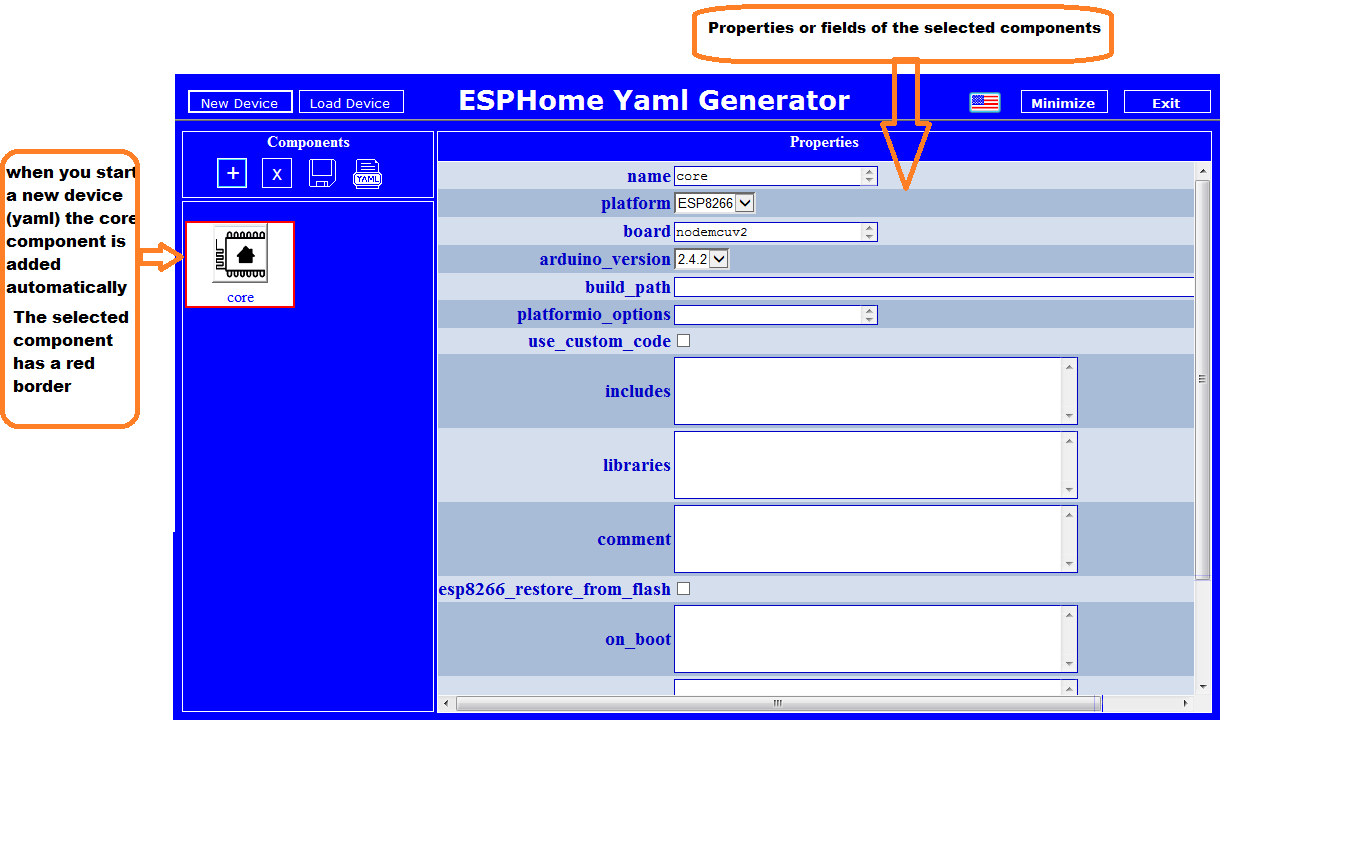 Properties or fields of the selected components
New Device
Load Device
ESPHome Yaml Generator
Minimize
Exit
Components
+
x
YAML
Properties
when you start
a new device
(yaml) the core
component is
added
automatically
The selected
component
has a red
border
core
name core
platform ESP8266
board nodemcuv2
arduino_version 2.4.2
build_path
platformio_options
use_custom_code
includes
libraries
comment
esp8266_restore_from_flash
on_boot